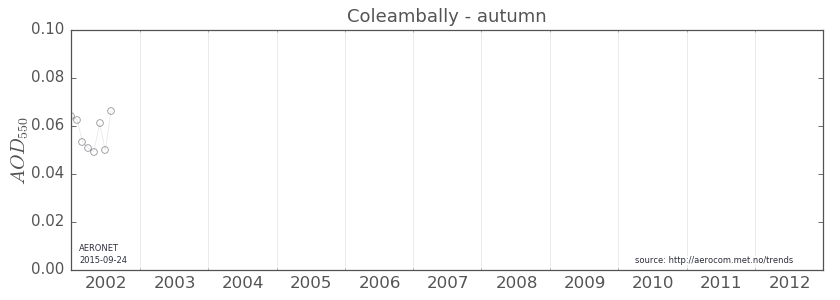 Coleambally - autumn
0.10
0.08
0.06
0.04
0.02
0.00
AOD550
AERONET
2015-09-24
source: http://aerocom.met.no/trends
2002 2003 2004 2005 2006 2007 2008 2009 2010 2011 2012